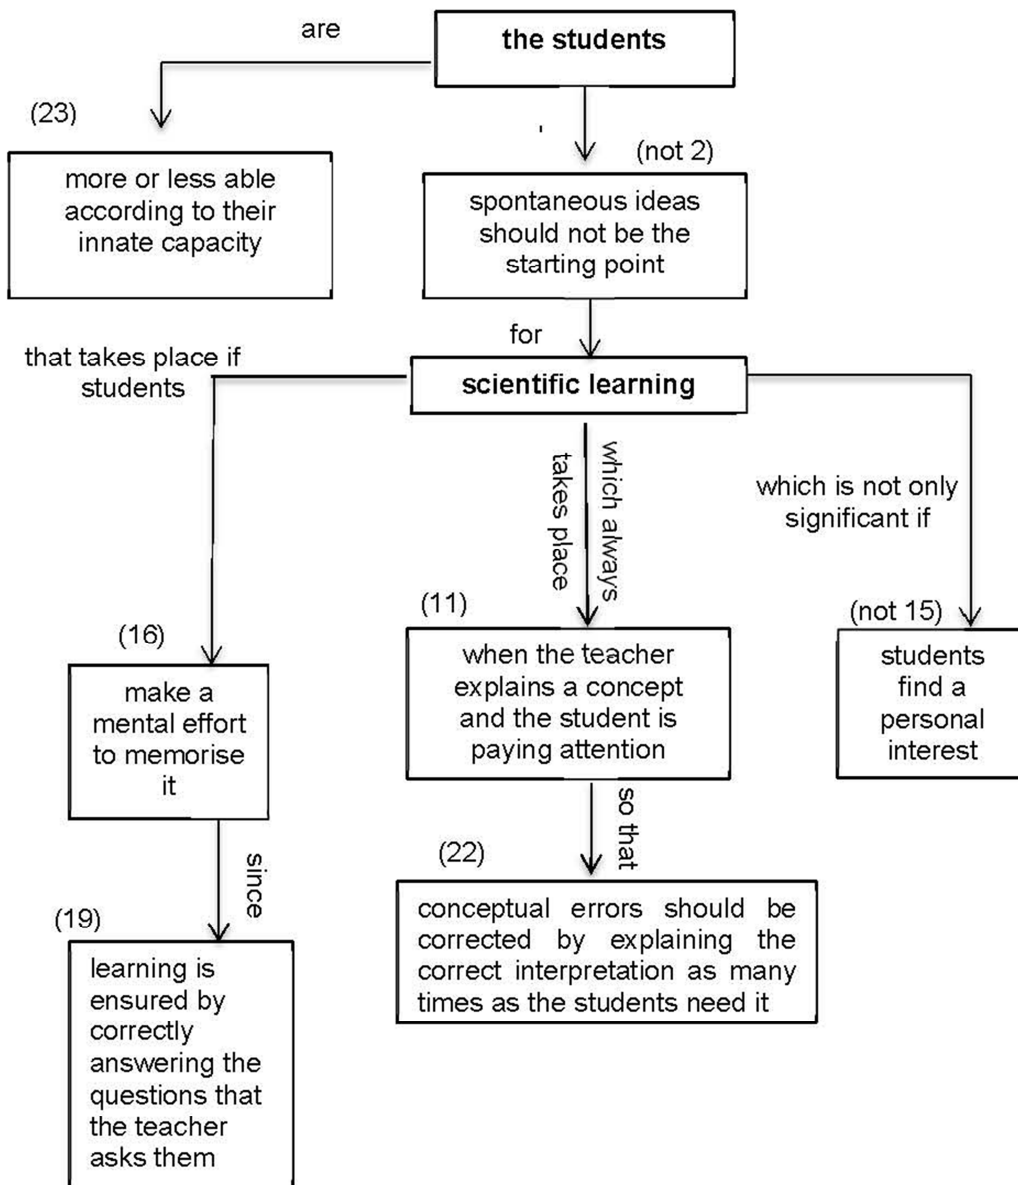 are
the students
(23)
more or less able
according to their
innate capacity
(not 2)
spontaneous ideas
should not be the
starting point
for
that takes place if
students
scientific learning
which always
takes place
which is not only
significant if
(16)
make a
mental effort
to memorise
it
(11)
when the teacher
explains a concept
and the student is
paying attention
(not 15)
students
find a
personal
interest
since
so that
(19)
learning is
ensured by
correctly
answering the
questions that
the teacher
asks them
(22)
conceptual errors should be
corrected by explaining the
correct interpretation as many
times as the students need it